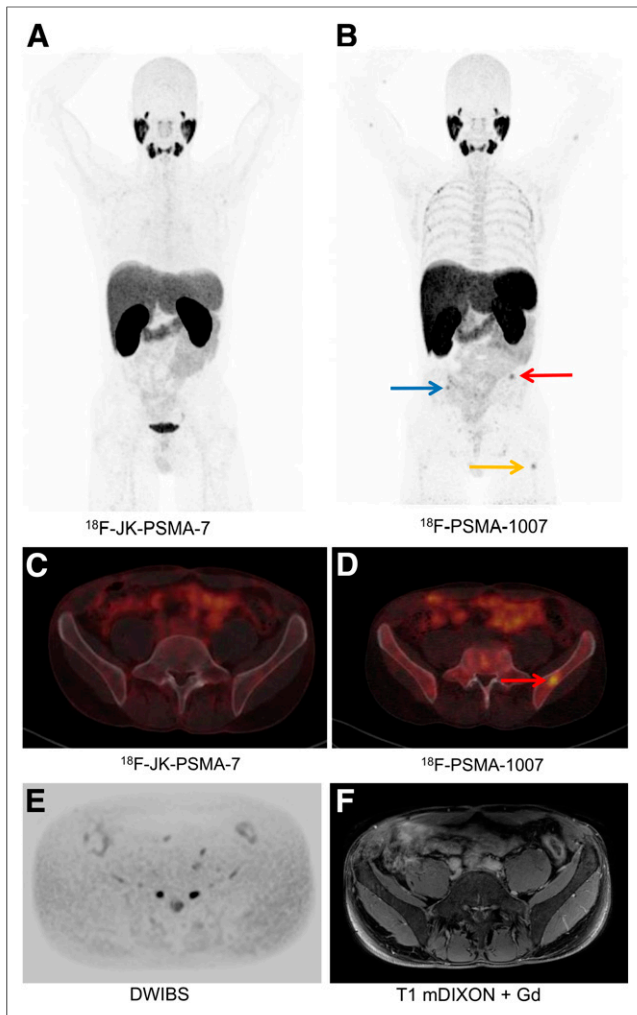 A
B
¹⁸F-JK-PSMA-7
¹⁸F-PSMA-1007
C
D
¹⁸F-JK-PSMA-7
¹⁸F-PSMA-1007
E
F
DWIBS
T1 mDIXON + Gd